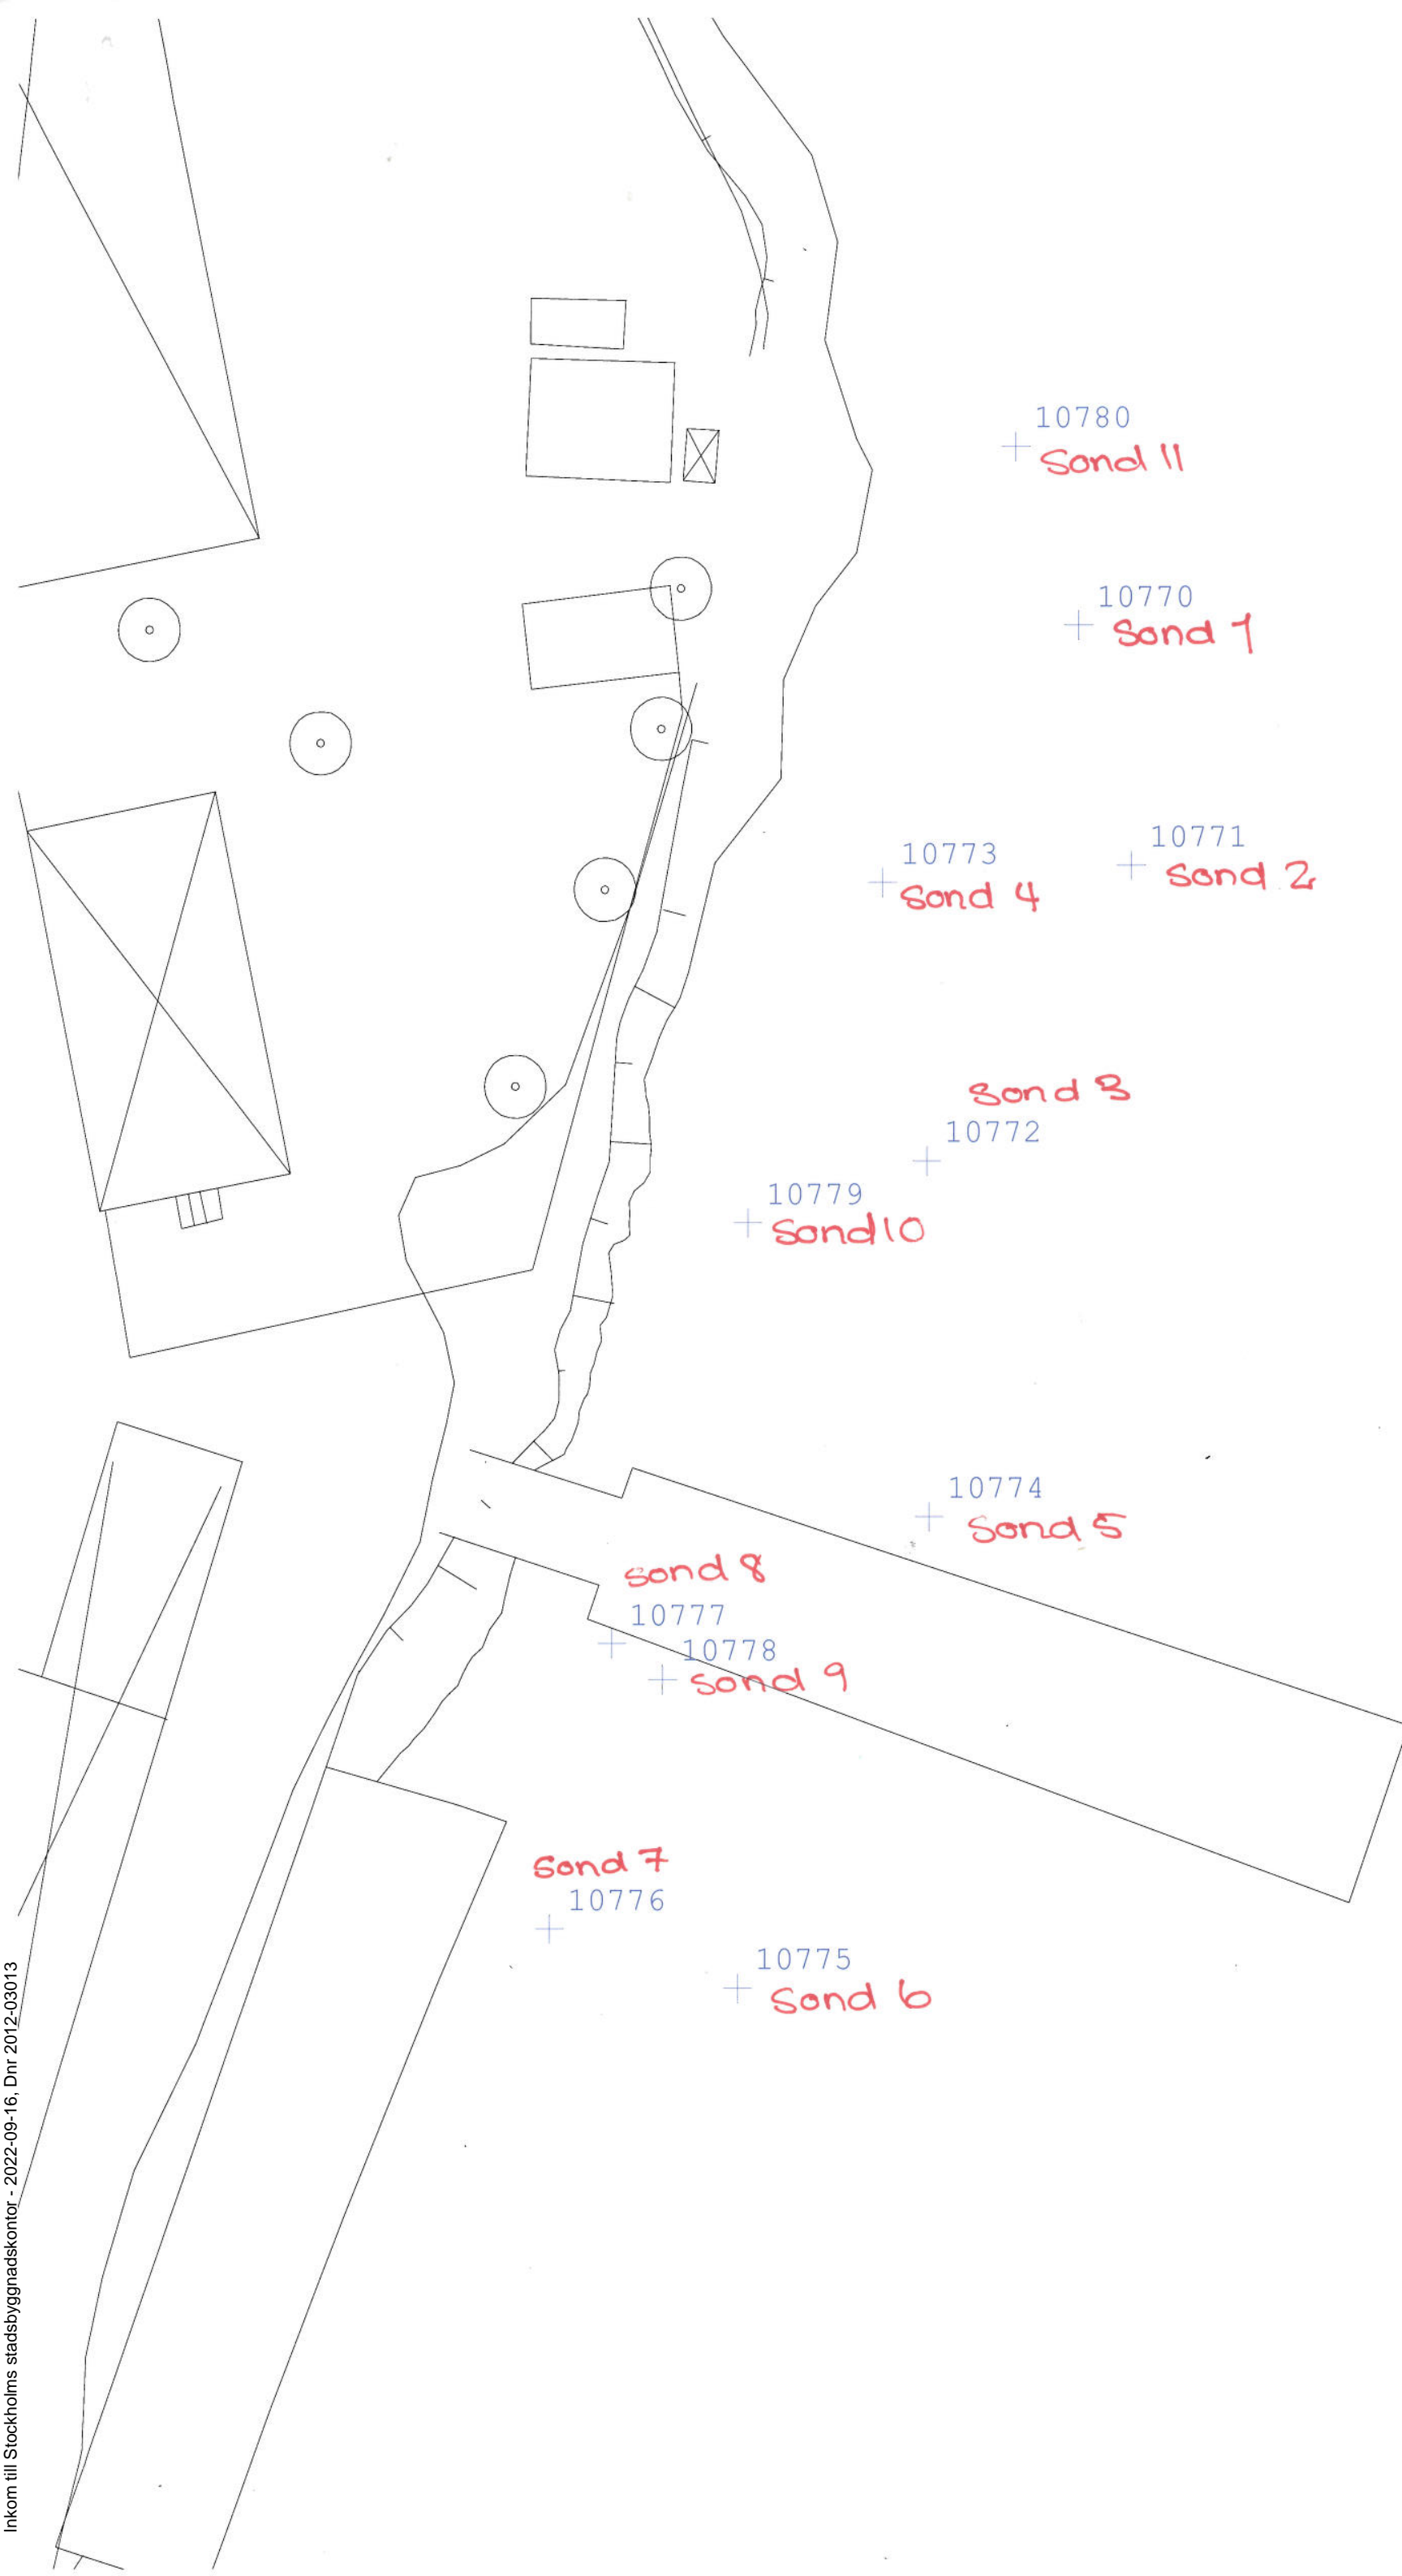 10780
Sond 11
10770
Sond 1
10771
Sond 2
10773
Sond 4
Sond 3
10772
10779
Sond 10
10774
Sond 5
Sond 8
10777
10778
Sond 9
Sond 7
10776
10775
Sond 6
Inkom till Stockholms stadsbyggnadskontor - 2022-09-16, Dnr 2012-03013